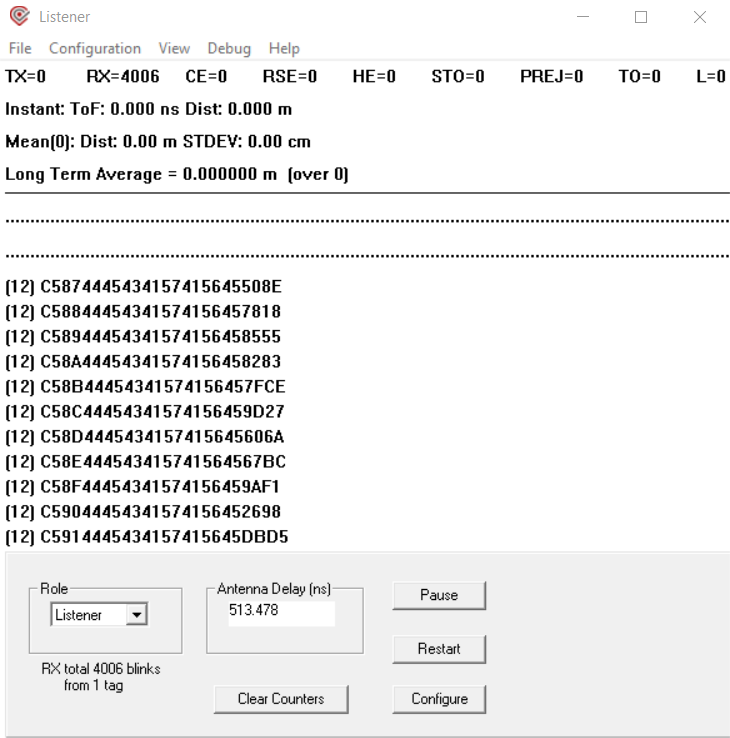 Listener
File Configuration View Debug Help
TX=0 RX=4006 CE=0 RSE=0 HE=0 STO=0 PREJ=0 TO=0 L=0
Instant: ToF: 0.000 ns Dist: 0.000 m
Mean(0): Dist: 0.00 m STDEV: 0.00 cm
Long Term Average = 0.000000 m (over 0)
(12) C5874445434157415645508E
(12) C58844454341574156457818
(12) C58944454341574156458555
(12) C58A44454341574156458283
(12) C58B44454341574156457FCE
(12) C58C44454341574156459D27
(12) C58D4445434157415645606A
(12) C58E444543415741564567BC
(12) C58F44454341574156459AF1
(12) C59044454341574156452698
(12) C5914445434157415645DBD5
Role
Listener
RX total 4006 blinks
from 1 tag
Antenna Delay (ns)
513.478
Clear Counters
Pause
Restart
Configure